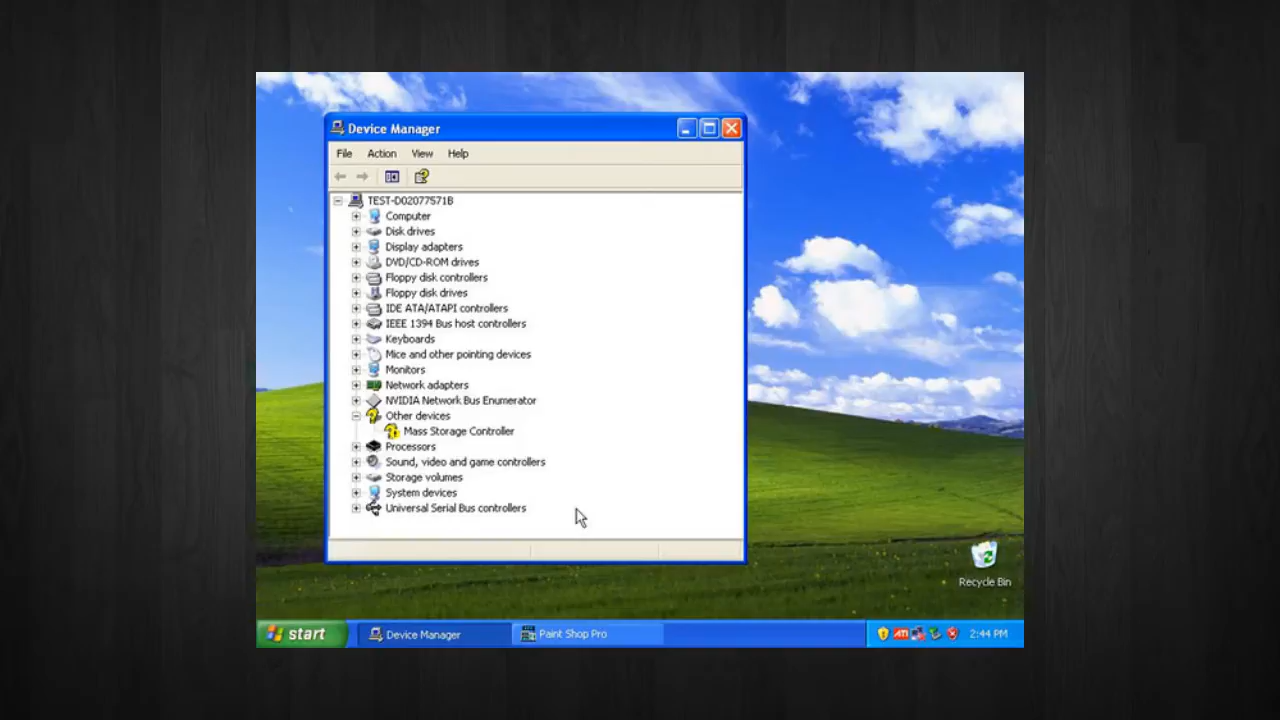 Device Manager
File Action View Help
TEST-D02077571B
Computer
Disk drives
Display adapters
DVD/CD-ROM drives
Floppy disk controllers
Floppy disk drives
IDE ATA/ATAPI controllers
IEEE 1394 Bus host controllers
Keyboards
Mice and other pointing devices
Monitors
Network adapters
NVIDIA Network Bus Enumerator
Other devices
Mass Storage Controller
Processors
Sound, video and game controllers
Storage volumes
System devices
Universal Serial Bus controllers
Recycle Bin
start Device Manager Paint Shop Pro ATI 2:44 PM